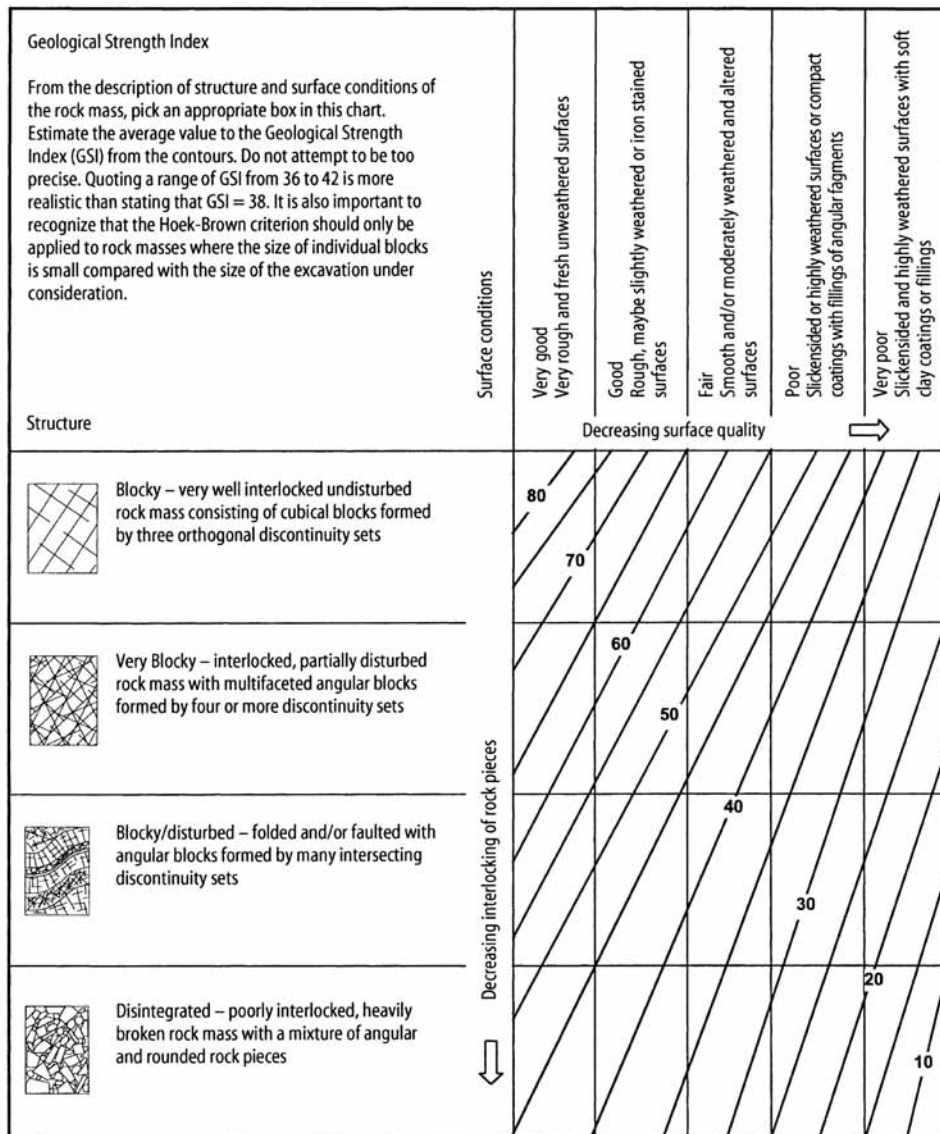 Geological Strength Index
From the description of structure and surface conditions of
the rock mass, pick an appropriate box in this chart.
Estimate the average value to the Geological Strength
Index (GSI) from the contours. Do not attempt to be too
precise. Quoting a range of GSI from 36 to 42 is more
realistic than stating that GSI = 38. It is also important to
recognize that the Hoek-Brown criterion should only be
applied to rock masses where the size of individual blocks
is small compared with the size of the excavation under
consideration.
Structure
Surface conditions
Very good
Very rough and fresh unweathered surfaces
Good
Rough, maybe slightly weathered or iron stained
surfaces
Fair
Smooth and/or moderately weathered and altered
surfaces
Poor
Slickensided or highly weathered surfaces or compact
coatings with fillings of angular fagments
Very poor
Slickensided and highly weathered surfaces with soft
clay coatings or fillings
Decreasing surface quality
Blocky – very well interlocked undisturbed
rock mass consisting of cubical blocks formed
by three orthogonal discontinuity sets
Very Blocky – interlocked, partially disturbed
rock mass with multifaceted angular blocks
formed by four or more discontinuity sets
Blocky/disturbed – folded and/or faulted with
angular blocks formed by many intersecting
discontinuity sets
Disintegrated – poorly interlocked, heavily
broken rock mass with a mixture of angular
and rounded rock pieces
Decreasing interlocking of rock pieces
80
70
60
50
40
30
20
10